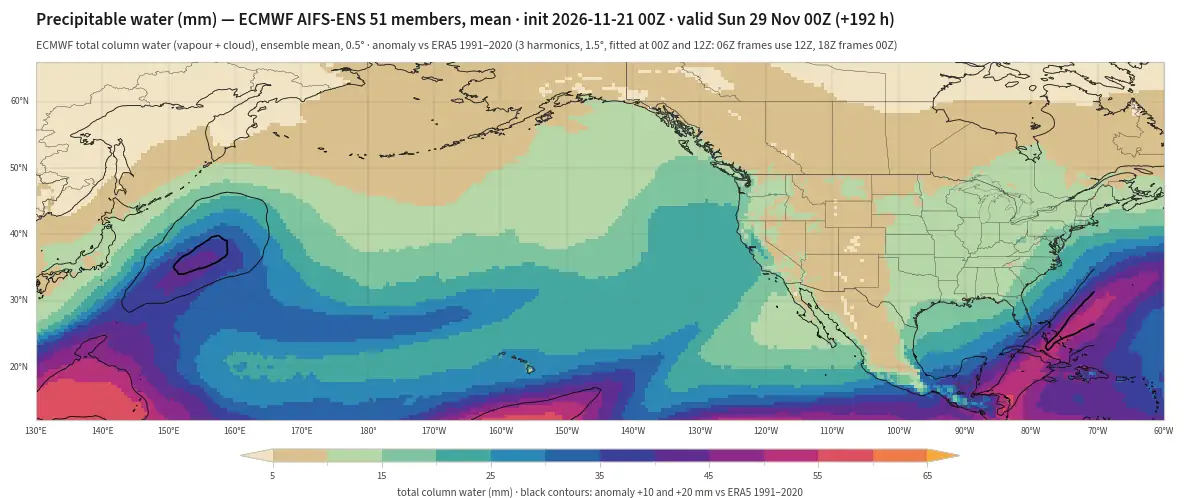 Precipitable water (mm) — ECMWF AIFS-ENS 51 members, mean · init 2026-11-21 00Z · valid Sun 29 Nov 00Z (+192 h)
ECMWF total column water (vapour + cloud), ensemble mean, 0.5° · anomaly vs ERA5 1991–2020 (3 harmonics, 1.5°, fitted at 00Z and 12Z: 06Z frames use 12Z, 18Z frames 00Z)
60°N
50°N
40°N
30°N
20°N
130°E 140°E 150°E 160°E 170°E 180° 170°W 160°W 150°W 140°W 130°W 120°W 110°W 100°W 90°W 80°W 70°W 60°W
5 15 25 35 45 55 65
total column water (mm) · black contours: anomaly +10 and +20 mm vs ERA5 1991–2020